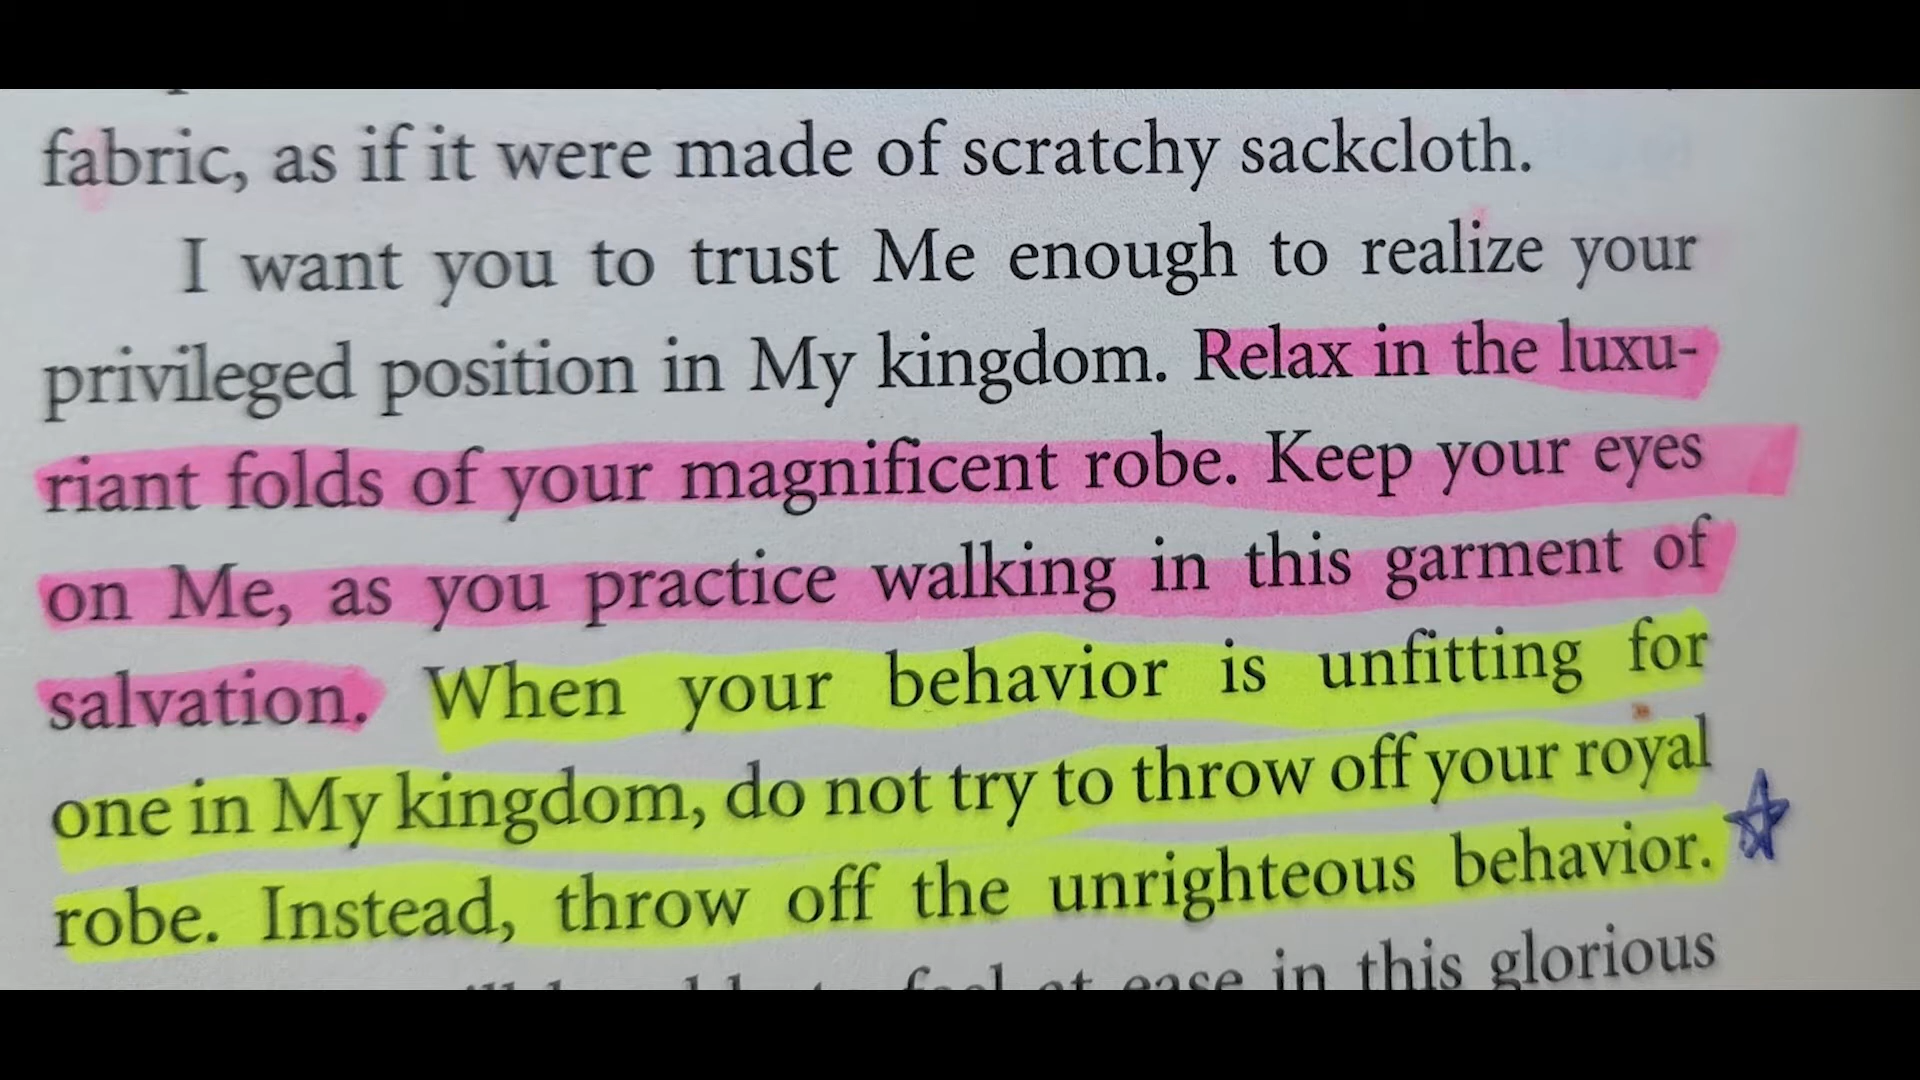 fabric, as if it were made of scratchy sackcloth.
I want you to trust Me enough to realize your
privileged position in My kingdom. Relax in the luxu-
riant folds of your magnificent robe. Keep your eyes
on Me, as you practice walking in this garment of
salvation. When your behavior is unfitting for
one in My kingdom, do not try to throw off your royal
robe. Instead, throw off the unrighteous behavior.
feel at ease in this glorious